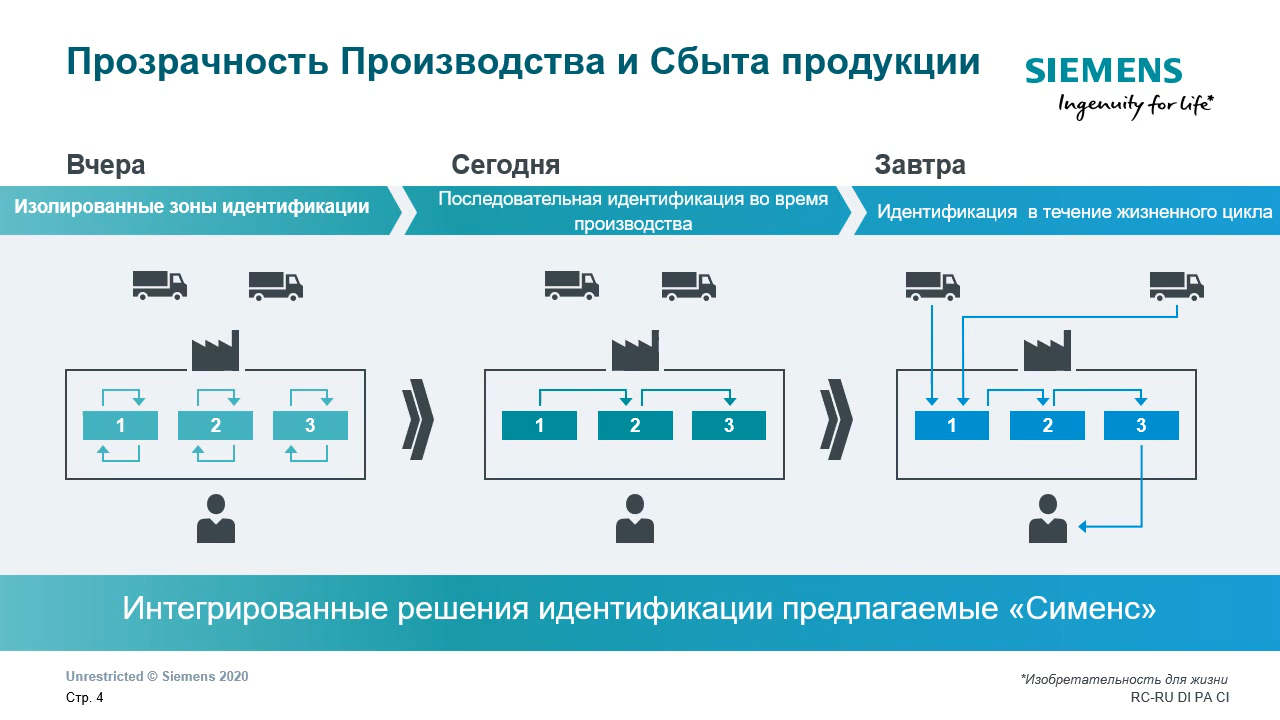 Прозрачность Производства и Сбыта продукции
SIEMENS
Ingenuity for life*
Вчера
Сегодня
Завтра
Изолированные зоны идентификации
Последовательная идентификация во время
производства
Идентификация в течение жизненного цикла
1 2 3
1 2 3
1 2 3
Интегрированные решения идентификации предлагаемые «Сименс»
Unrestricted © Siemens 2020
Стр. 4
*Изобретательность для жизни
RC-RU DI PA CI